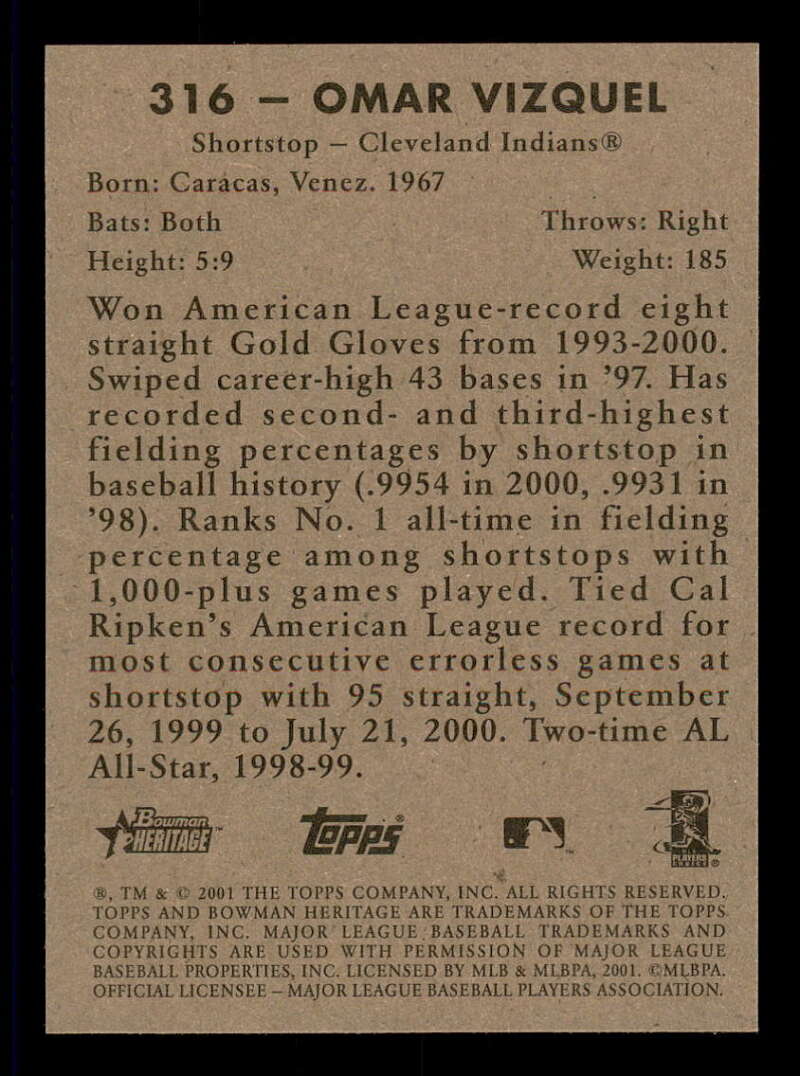 316 – OMAR VIZQUEL
Shortstop – Cleveland Indians®
Born: Caracas, Venez. 1967
Bats: Both Throws: Right
Height: 5:9 Weight: 185
Won American League-record eight
straight Gold Gloves from 1993-2000.
Swiped career-high 43 bases in ’97. Has
recorded second- and third-highest
fielding percentages by shortstop in
baseball history (.9954 in 2000, .9931 in
’98). Ranks No. 1 all-time in fielding
percentage among shortstops with
1,000-plus games played. Tied Cal
Ripken’s American League record for
most consecutive errorless games at
shortstop with 95 straight, September
26, 1999 to July 21, 2000. Two-time AL
All-Star, 1998-99.
Bowman
HERITAGE™
Topps®
™
PLAYERS
CHOICE®
®, TM & © 2001 THE TOPPS COMPANY, INC. ALL RIGHTS RESERVED.
TOPPS AND BOWMAN HERITAGE ARE TRADEMARKS OF THE TOPPS
COMPANY, INC. MAJOR LEAGUE BASEBALL TRADEMARKS AND
COPYRIGHTS ARE USED WITH PERMISSION OF MAJOR LEAGUE
BASEBALL PROPERTIES, INC. LICENSED BY MLB & MLBPA, 2001. ©MLBPA.
OFFICIAL LICENSEE – MAJOR LEAGUE BASEBALL PLAYERS ASSOCIATION.